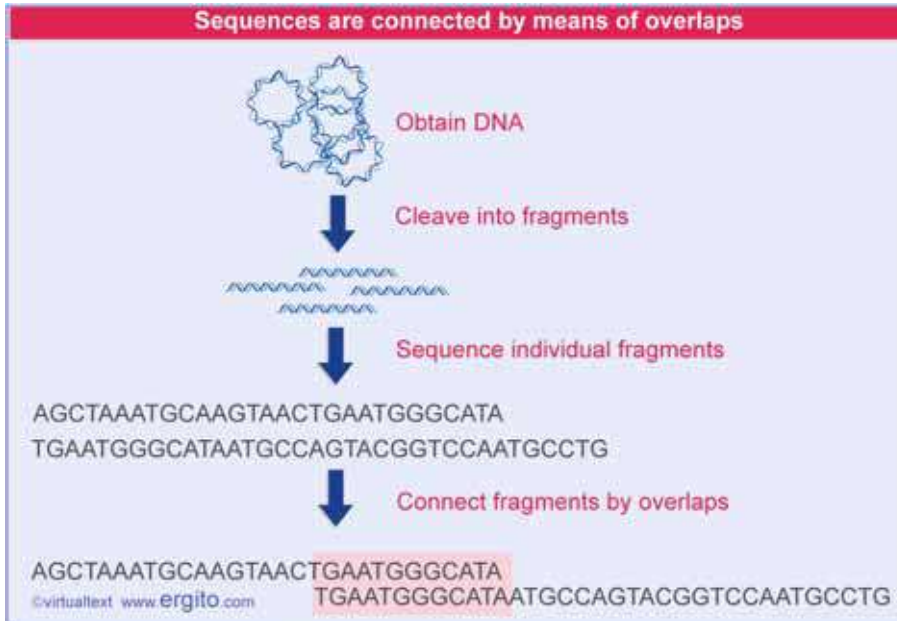 Sequences are connected by means of overlaps
Obtain DNA
Cleave into fragments
Sequence individual fragments
AGCTAAATGCAAGTAACTGAATGGGCATA
TGAATGGGCATAATGCCAGTACGGTCCAATGCCTG
Connect fragments by overlaps
AGCTAAATGCAAGTAACTGAATGGGCATA
TGAATGGGCATAATGCCAGTACGGTCCAATGCCTG
©virtualtext www.ergito.com